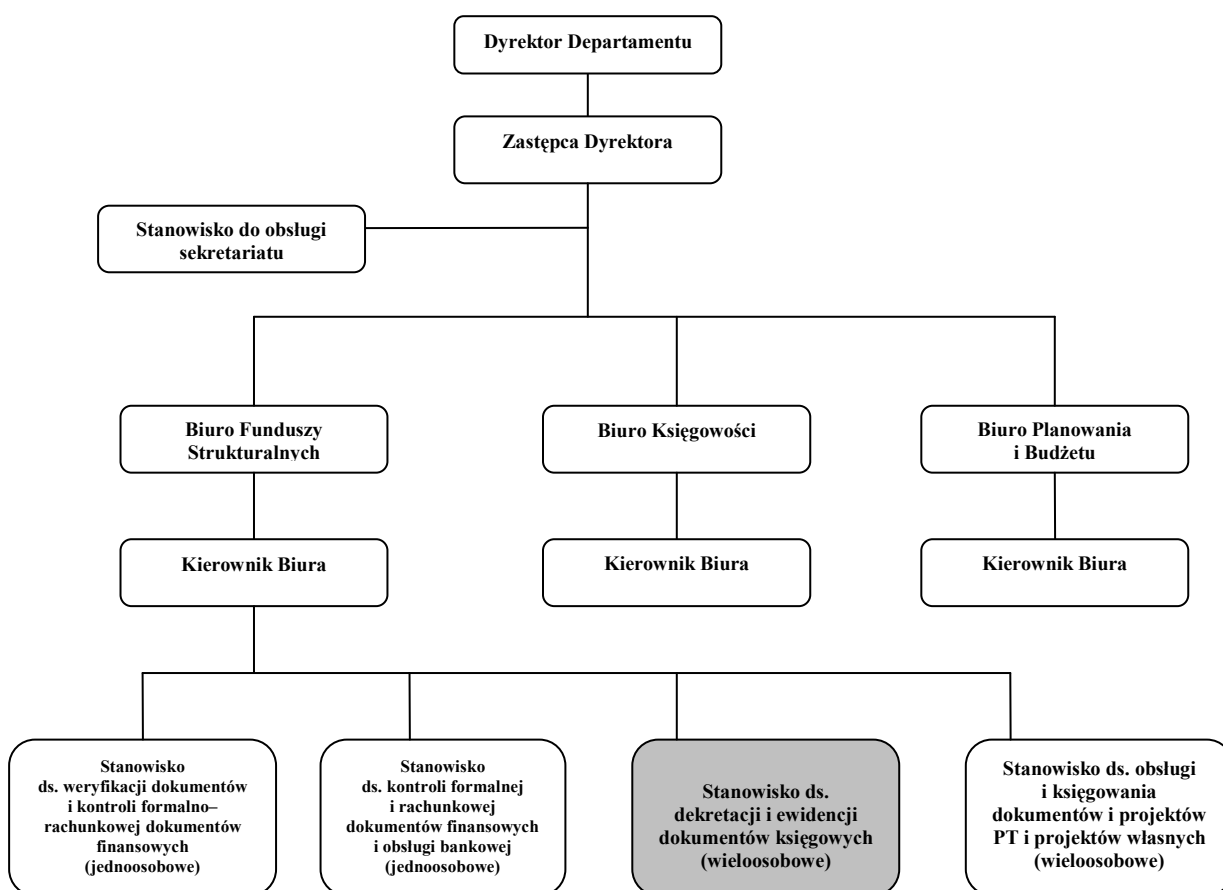 Dyrektor Departamentu
Zastępca Dyrektora
Stanowisko do obsługi
sekretariatu
Biuro Funduszy
Strukturalnych
Biuro Księgowości
Biuro Planowania
i Budżetu
Kierownik Biura
Kierownik Biura
Kierownik Biura
Stanowisko
ds. weryfikacji dokumentów
i kontroli formalno–
rachunkowej dokumentów
finansowych
(jednoosobowe)
Stanowisko
ds. kontroli formalnej
i rachunkowej
dokumentów finansowych
i obsługi bankowej
(jednoosobowe)
Stanowisko ds.
dekretacji i ewidencji
dokumentów księgowych
(wieloosobowe)
Stanowisko ds. obsługi
i księgowania
dokumentów i projektów
PT i projektów własnych
(wieloosobowe)